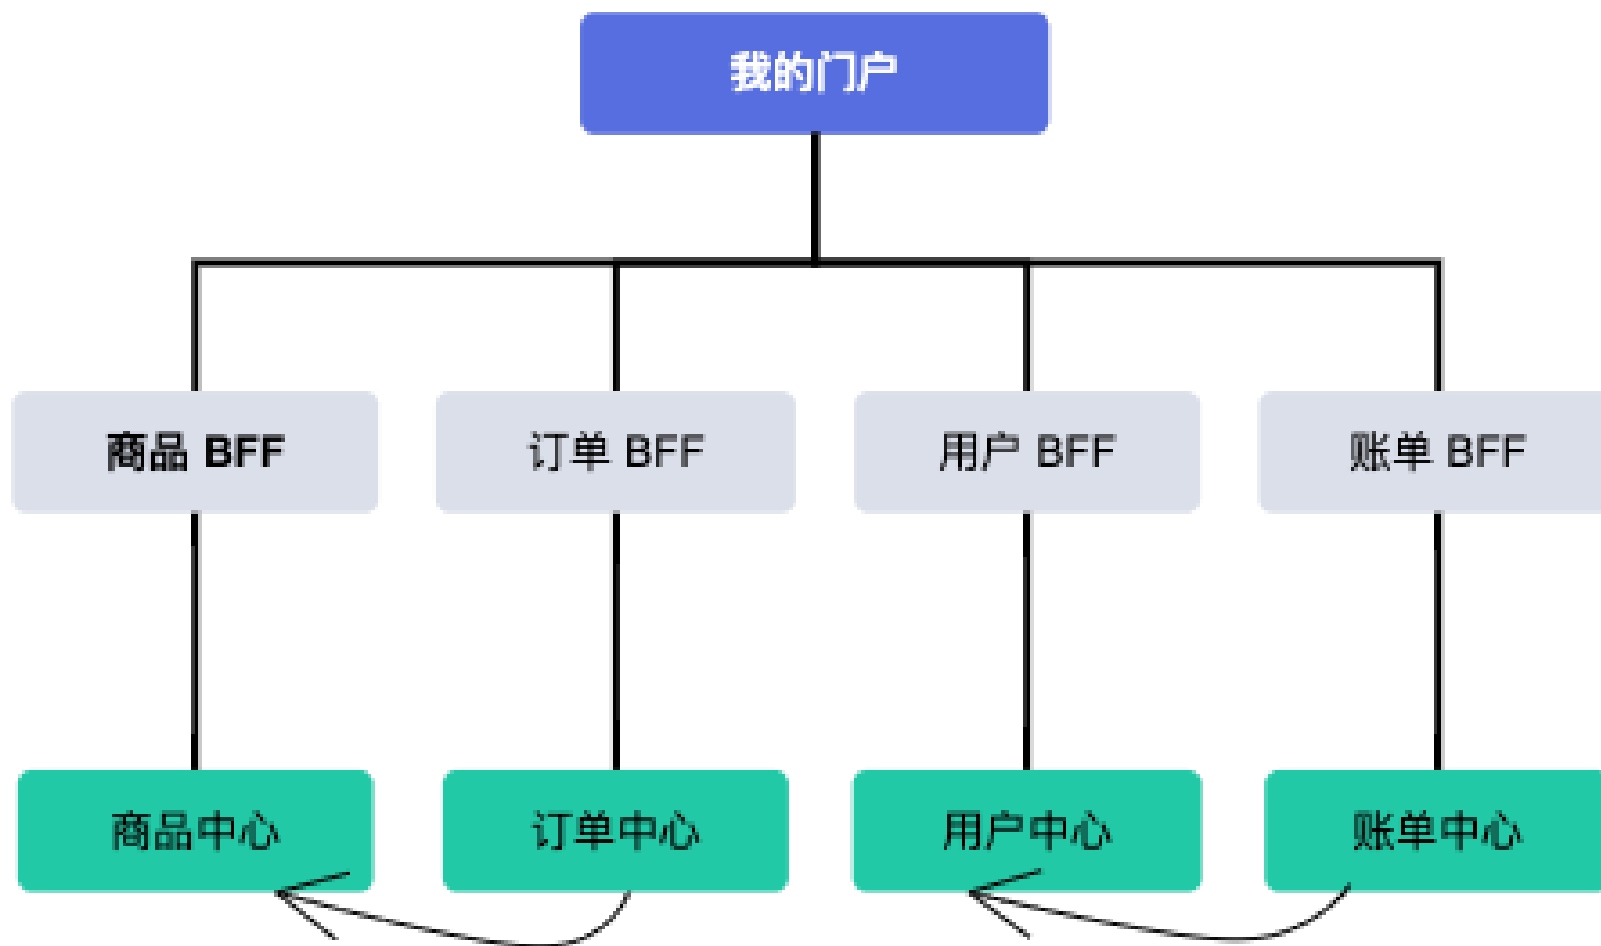 我的门户
商品 BFF
订单 BFF
用户 BFF
账单 BFF
商品中心
订单中心
用户中心
账单中心